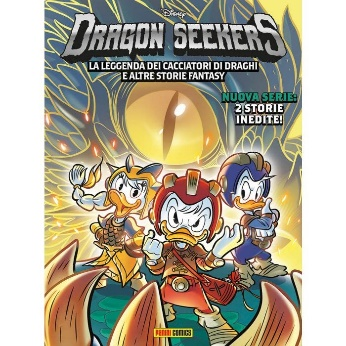 Disney
DRAGON SEEKERS
LA LEGGENDA DEI CACCIATORI DI DRAGHI
E ALTRE STORIE FANTASY
NUOVA SERIE:
2 STORIE
INEDITE!
PANINI COMICS